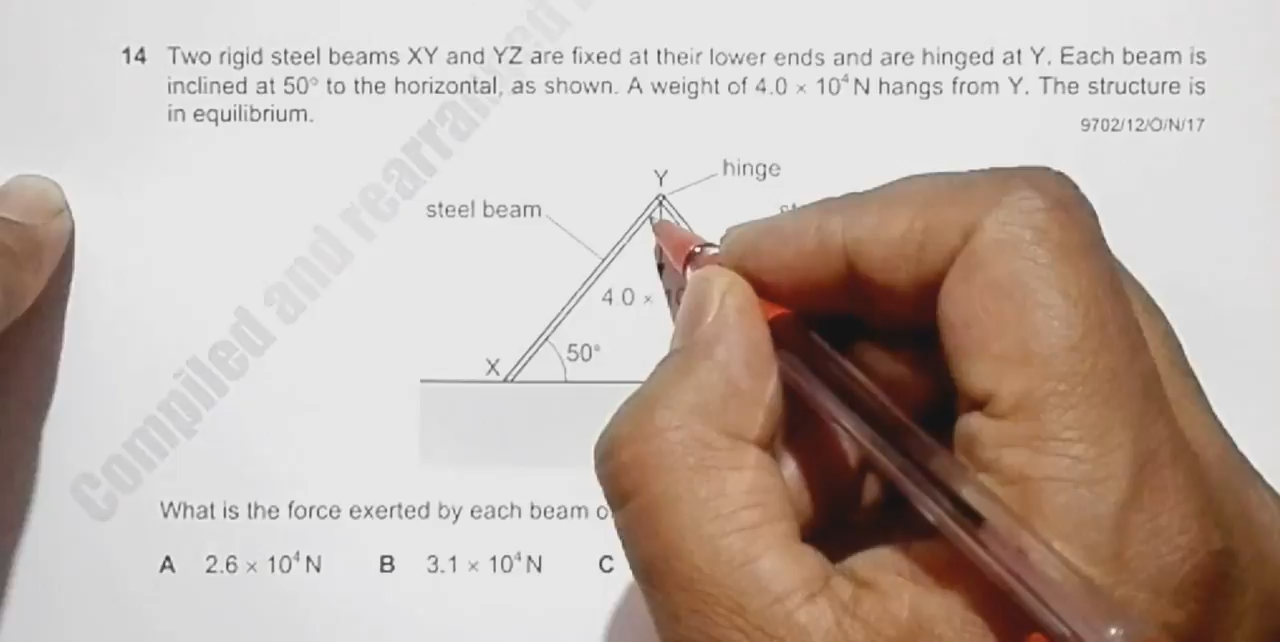 14 Two rigid steel beams XY and YZ are fixed at their lower ends and are hinged at Y. Each beam is
inclined at 50° to the horizontal, as shown. A weight of 4.0 × 10⁴ N hangs from Y. The structure is
in equilibrium.
9702/12/O/N/17
Y
hinge
steel beam
4.0 × 10
50°
X
What is the force exerted by each beam
A 2.6 × 10⁴ N B 3.1 × 10⁴ N C
Compiled and